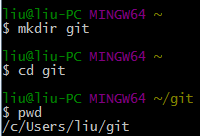 liu@liu-PC MINGW64 ~
$ mkdir git
liu@liu-PC MINGW64 ~
$ cd git
liu@liu-PC MINGW64 ~/git
$ pwd
/c/Users/liu/git